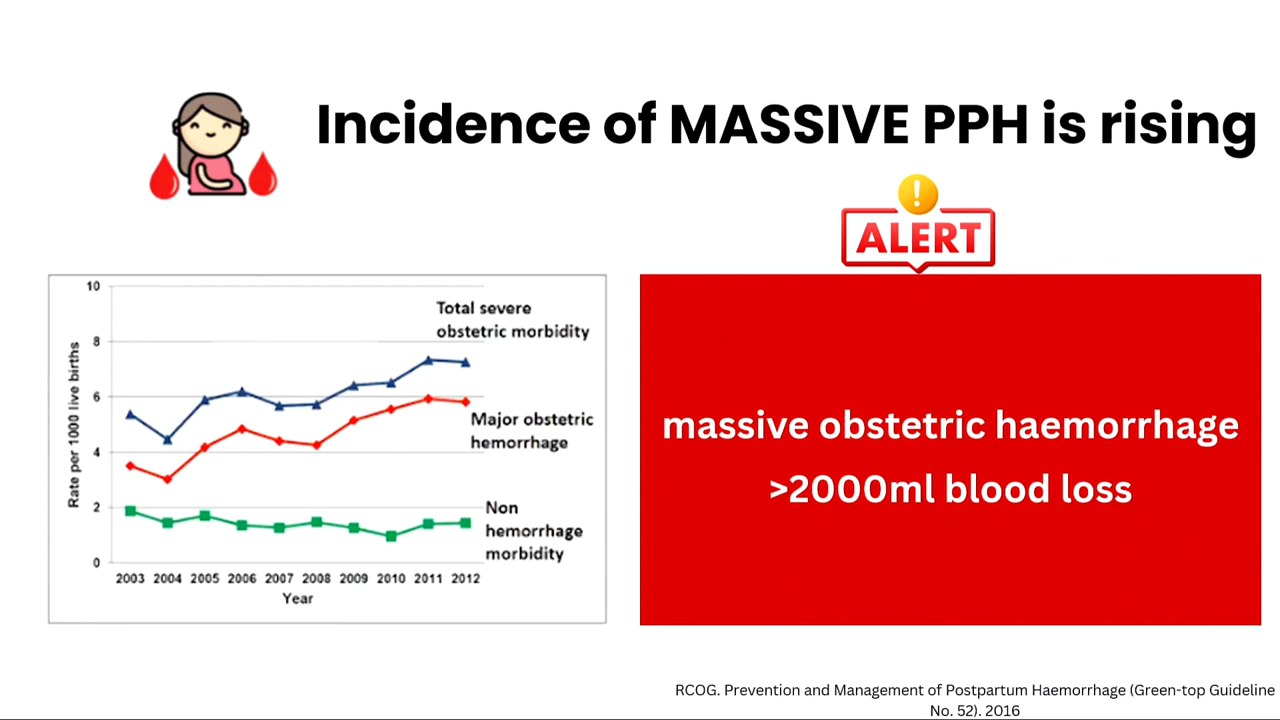 Incidence of MASSIVE PPH is rising
!
ALERT
10
8
6
4
2
0
Rate per 1000 live births
Total severe
obstetric morbidity
Major obstetric
hemorrhage
Non
hemorrhage
morbidity
2003 2004 2005 2006 2007 2008 2009 2010 2011 2012
Year
massive obstetric haemorrhage
>2000ml blood loss
RCOG. Prevention and Management of Postpartum Haemorrhage (Green-top Guideline
No. 52). 2016